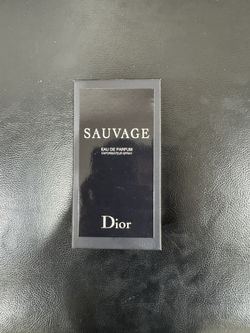 SAUVAGE
EAU DE PARFUM
VAPORISATEUR SPRAY
Dior